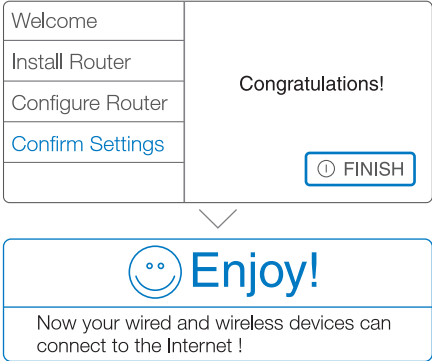 Welcome
Install Router
Configure Router
Confirm Settings
Congratulations!
FINISH
Enjoy!
Now your wired and wireless devices can
connect to the Internet !